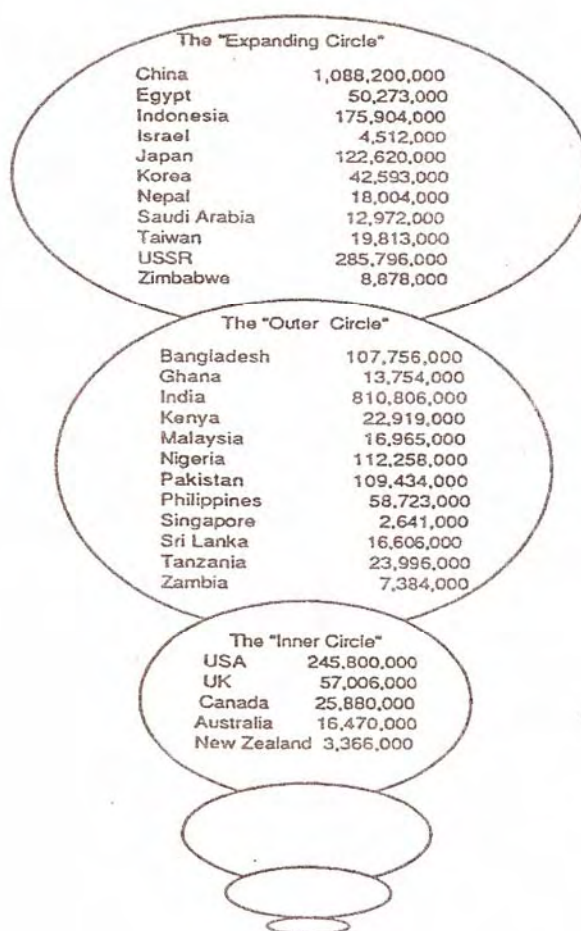 The "Expanding Circle"
China 1,088,200,000
Egypt 50,273,000
Indonesia 175,904,000
Israel 4,512,000
Japan 122,620,000
Korea 42,593,000
Nepal 18,004,000
Saudi Arabia 12,972,000
Taiwan 19,813,000
USSR 285,796,000
Zimbabwe 8,878,000
The "Outer Circle"
Bangladesh 107,756,000
Ghana 13,754,000
India 810,806,000
Kenya 22,919,000
Malaysia 16,965,000
Nigeria 112,258,000
Pakistan 109,434,000
Philippines 58,723,000
Singapore 2,641,000
Sri Lanka 16,606,000
Tanzania 23,996,000
Zambia 7,384,000
The "Inner Circle"
USA 245,800,000
UK 57,006,000
Canada 25,880,000
Australia 16,470,000
New Zealand 3,366,000